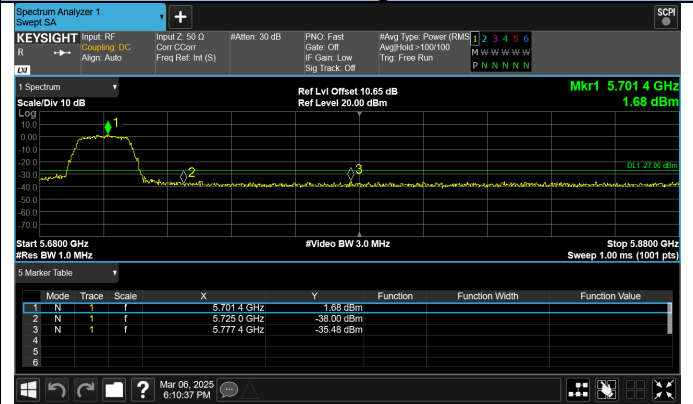 Spectrum Analyzer 1
Swept SA
+
SCPI
KEYSIGHT Input: RF Input Z: 50 Ω #Atten: 30 dB PNO: Fast #Avg Type: Power (RMS 1 2 3 4 5 6
R Coupling: DC Corr CCorr Gate: Off Avg|Hold:>100/100 M W W W W W
Align: Auto Freq Ref: Int (S) IF Gain: Low Trig: Free Run
Sig Track: Off P N N N N N
LXI
1 Spectrum Ref Lvl Offset 10.65 dB Mkr1 5.701 4 GHz
Scale/Div 10 dB Ref Level 20.00 dBm 1.68 dBm
Log
10.0 1
0.00
-10.0
-20.0 DL1 -27.00 dBm
-30.0 2 3
-40.0
-50.0
-60.0
-70.0
Start 5.6800 GHz #Video BW 3.0 MHz Stop 5.8800 GHz
#Res BW 1.0 MHz Sweep 1.00 ms (1001 pts)
5 Marker Table
Mode Trace Scale X Y Function Function Width Function Value
1 N 1 f 5.701 4 GHz 1.68 dBm
2 N 1 f 5.725 0 GHz -38.00 dBm
3 N 1 f 5.777 4 GHz -35.48 dBm
4
5
6
? Mar 06, 2025
6:10:37 PM